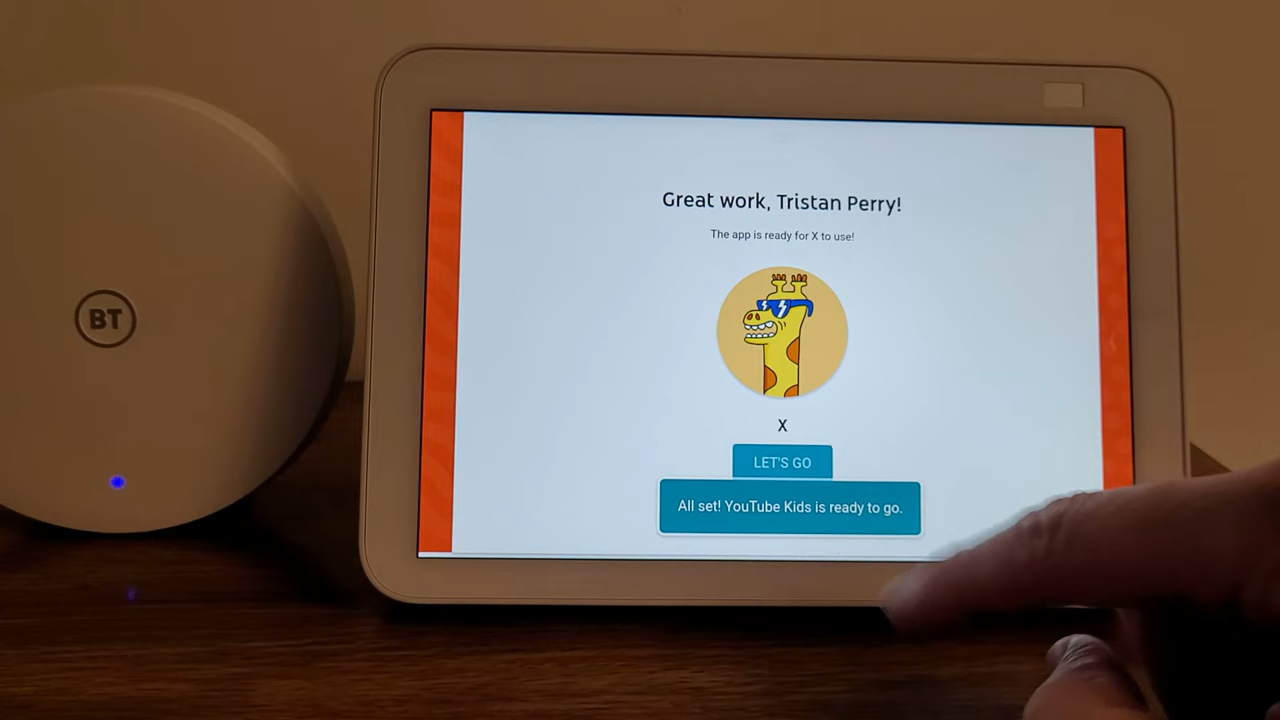 BT
Great work, Tristan Perry!
The app is ready for X to use!
X
LET'S GO
All set! YouTube Kids is ready to go.